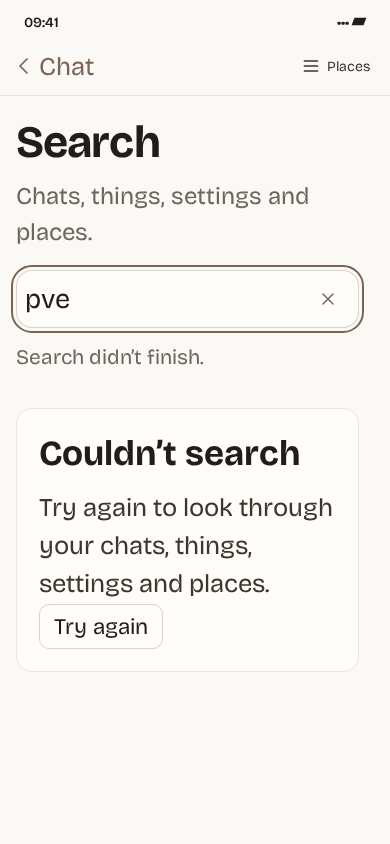 09:41
Chat
Places
Search
Chats, things, settings and
places.
pve
Search didn't finish.
Couldn't search
Try again to look through
your chats, things,
settings and places.
Try again